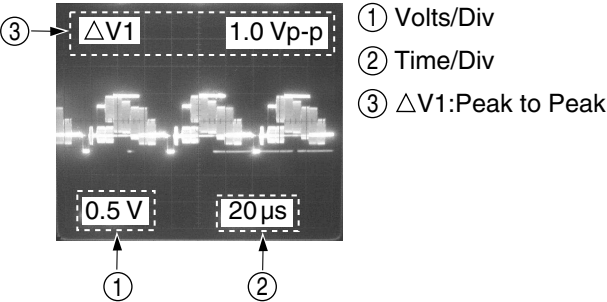 ③ △V1 1.0 Vp-p
0.5 V 20 µs
① ②
① Volts/Div
② Time/Div
③ △V1:Peak to Peak